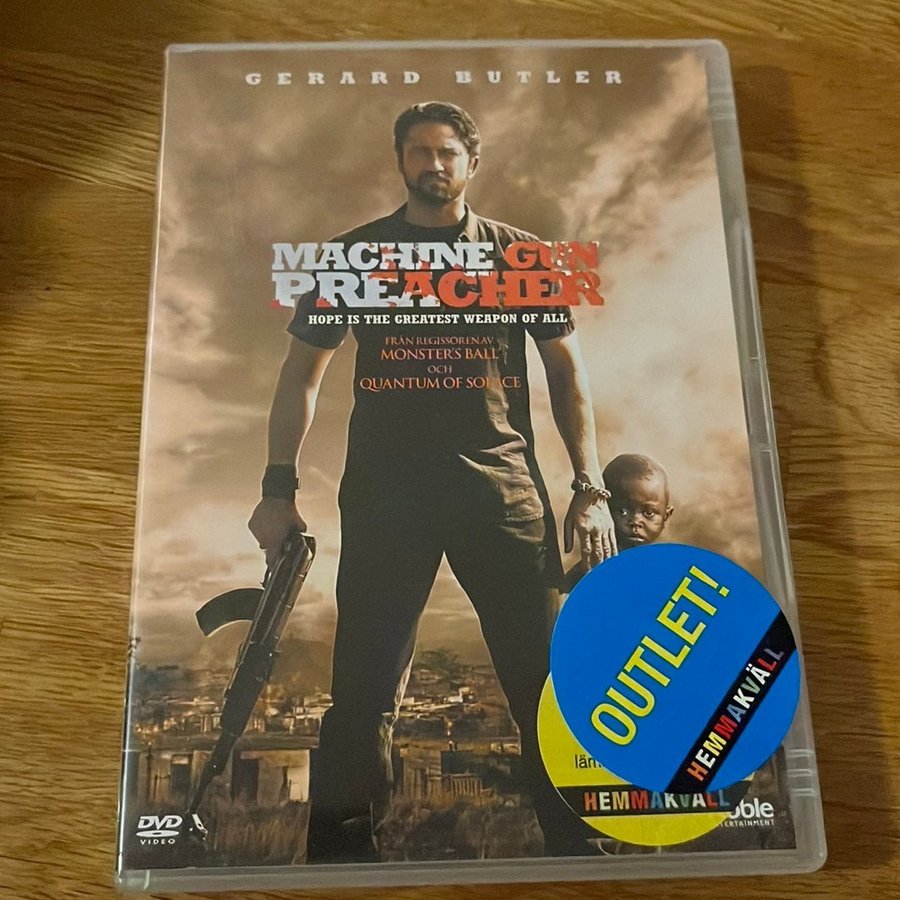 GERARD BUTLER
MACHINE GUN
PREACHER
HOPE IS THE GREATEST WEAPON OF ALL
FRÅN REGISSÖREN AV
MONSTER'S BALL
OCH
QUANTUM OF SOLACE
OUTLET!
HEMMAKVÄLL
HEMMAKVÄLL
DVD
VIDEO